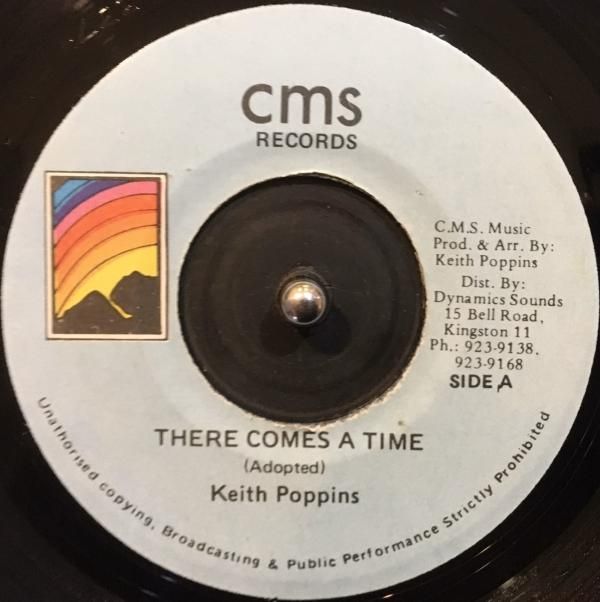 cms
RECORDS
C.M.S. Music
Prod. & Arr. By:
Keith Poppins
Dist. By:
Dynamics Sounds
15 Bell Road,
Kingston 11
Ph.: 923-9138,
923-9168
SIDE A
THERE COMES A TIME
(Adopted)
Keith Poppins
Unathorised copying, Broadcasting & Public Performance Strictly Prohibited